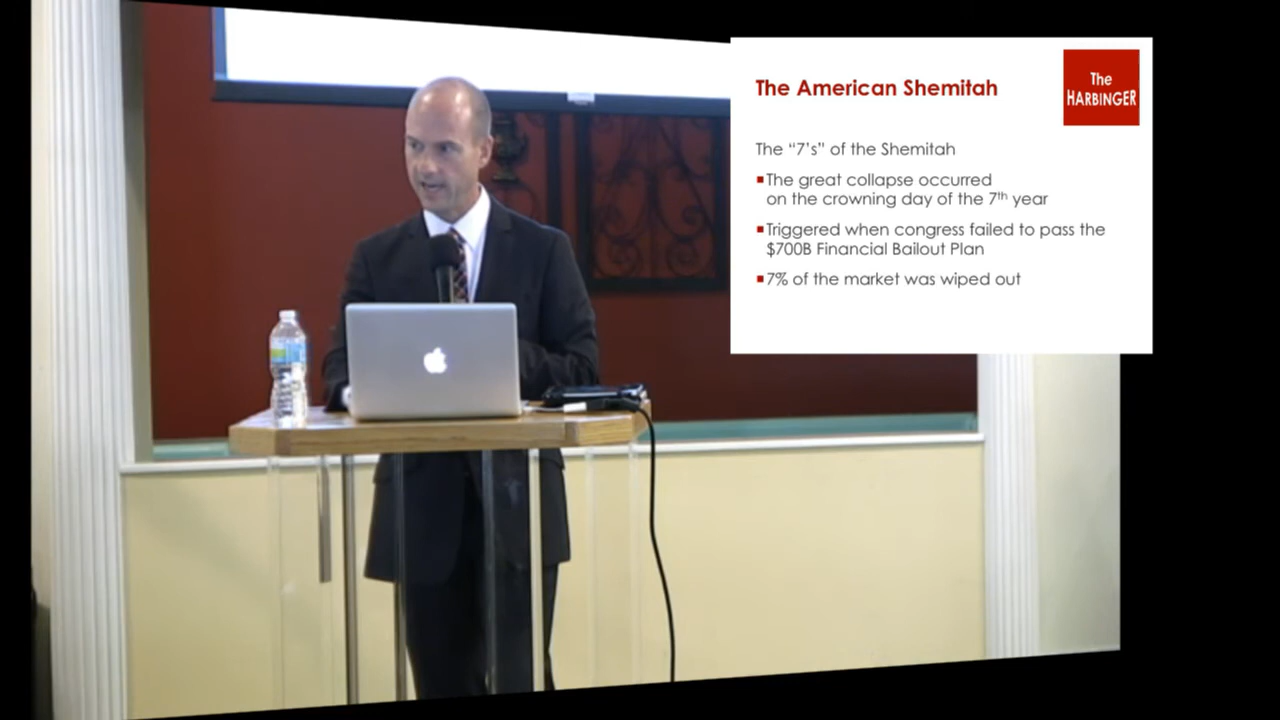 The American Shemitah
The
HARBINGER
The “7’s” of the Shemitah
▪The great collapse occurred
on the crowning day of the 7th year
▪Triggered when congress failed to pass the
$700B Financial Bailout Plan
▪7% of the market was wiped out